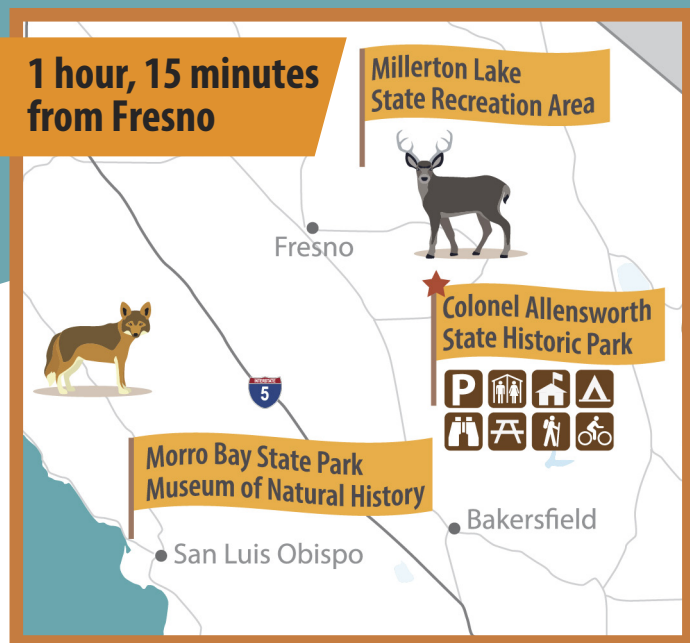 1 hour, 15 minutes
from Fresno
Millerton Lake
State Recreation Area
Fresno
Colonel Allensworth
State Historic Park
P
INTERSTATE
5
Morro Bay State Park
Museum of Natural History
Bakersfield
San Luis Obispo